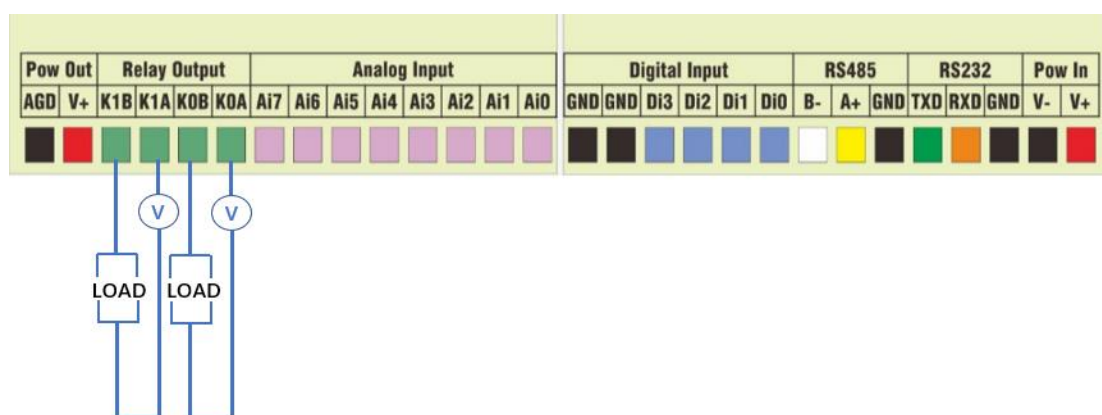 Pow Out Relay Output Analog Input Digital Input RS485 RS232 Pow In
AGD V+ K1B K1A K0B K0A Ai7 Ai6 Ai5 Ai4 Ai3 Ai2 Ai1 Ai0 GND GND Di3 Di2 Di1 Di0 B- A+ GND TXD RXD GND V- V+
V V
LOAD LOAD